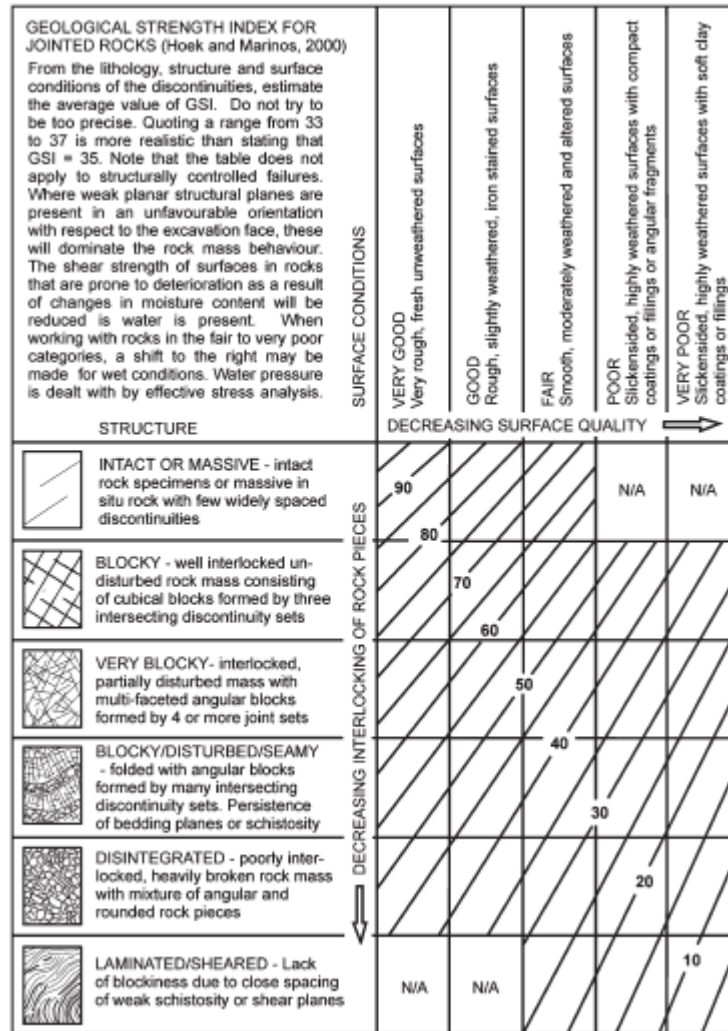 GEOLOGICAL STRENGTH INDEX FOR
JOINTED ROCKS (Hoek and Marinos, 2000)
From the lithology, structure and surface
conditions of the discontinuities, estimate
the average value of GSI. Do not try to
be too precise. Quoting a range from 33
to 37 is more realistic than stating that
GSI = 35. Note that the table does not
apply to structurally controlled failures.
Where weak planar structural planes are
present in an unfavourable orientation
with respect to the excavation face, these
will dominate the rock mass behaviour.
The shear strength of surfaces in rocks
that are prone to deterioration as a result
of changes in moisture content will be
reduced is water is present. When
working with rocks in the fair to very poor
categories, a shift to the right may be
made for wet conditions. Water pressure
is dealt with by effective stress analysis.
STRUCTURE
SURFACE CONDITIONS
VERY GOOD
Very rough, fresh unweathered surfaces
GOOD
Rough, slightly weathered, iron stained surfaces
FAIR
Smooth, moderately weathered and altered surfaces
POOR
Slickensided, highly weathered surfaces with compact
coatings or fillings or angular fragments
VERY POOR
Slickensided, highly weathered surfaces with soft clay
coatings or fillings
DECREASING SURFACE QUALITY
DECREASING INTERLOCKING OF ROCK PIECES
INTACT OR MASSIVE - intact
rock specimens or massive in
situ rock with few widely spaced
discontinuities
90
80
N/A
N/A
BLOCKY - well interlocked un-
disturbed rock mass consisting
of cubical blocks formed by three
intersecting discontinuity sets
70
60
VERY BLOCKY- interlocked,
partially disturbed mass with
multi-faceted angular blocks
formed by 4 or more joint sets
50
BLOCKY/DISTURBED/SEAMY
- folded with angular blocks
formed by many intersecting
discontinuity sets. Persistence
of bedding planes or schistosity
40
30
DISINTEGRATED - poorly inter-
locked, heavily broken rock mass
with mixture of angular and
rounded rock pieces
20
LAMINATED/SHEARED - Lack
of blockiness due to close spacing
of weak schistosity or shear planes
N/A
N/A
10